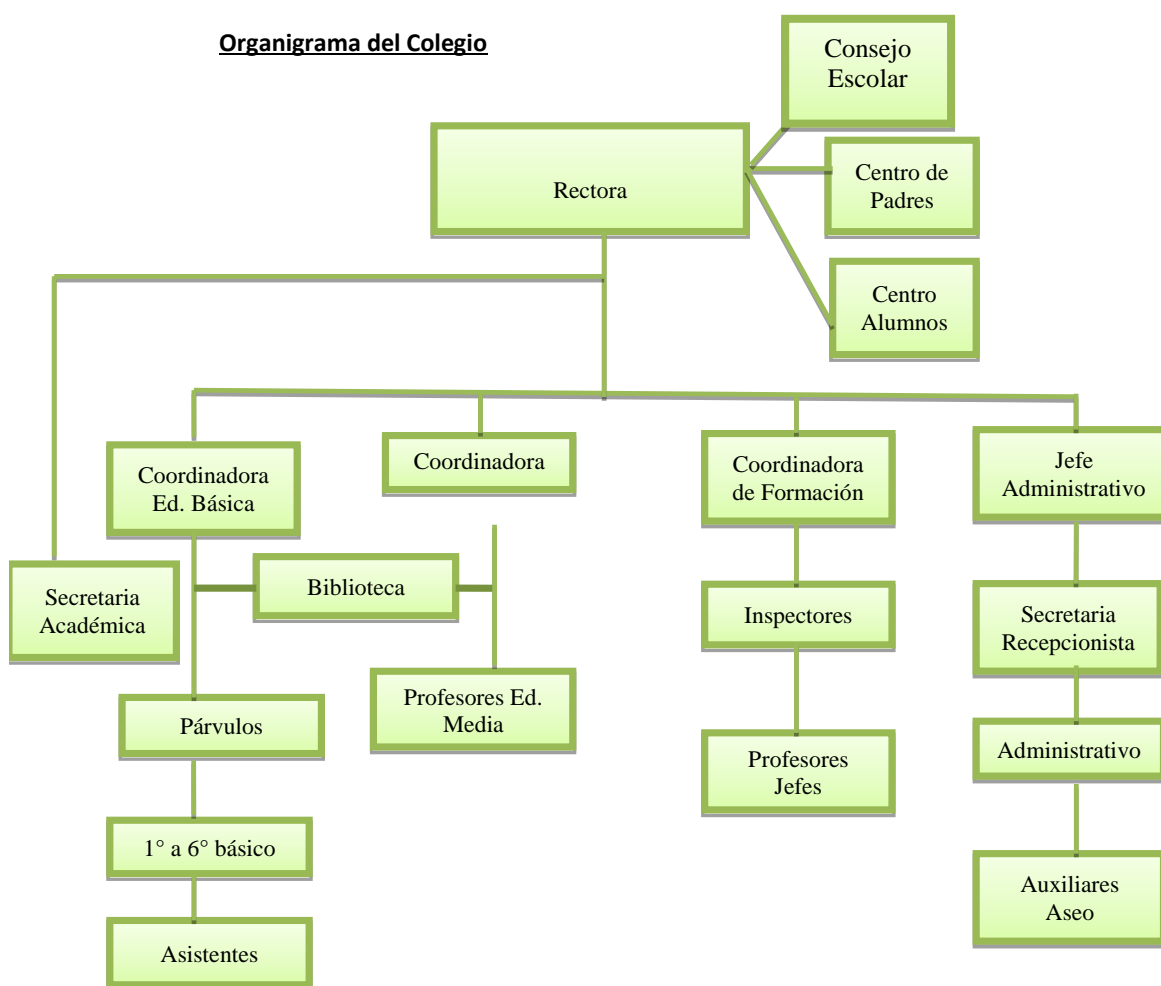 Organigrama del Colegio
Consejo
Escolar
Rectora
Centro de
Padres
Centro
Alumnos
Coordinadora
Ed. Básica
Coordinadora
Coordinadora
de Formación
Jefe
Administrativo
Secretaria
Académica
Biblioteca
Inspectores
Secretaria
Recepcionista
Párvulos
Profesores Ed.
Media
Profesores
Jefes
Administrativo
1° a 6° básico
Auxiliares
Aseo
Asistentes